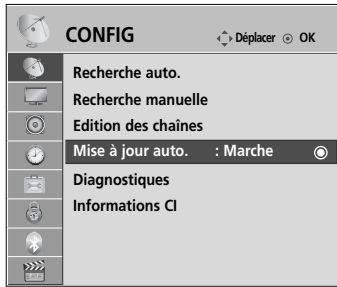 CONFIG Déplacer OK
Recherche auto.
Recherche manuelle
Edition des chaînes
Mise à jour auto. : Marche
Diagnostiques
Informations CI